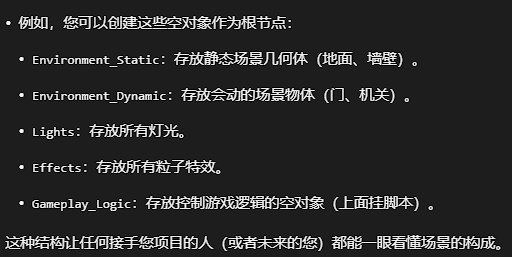 • 例如，您可以创建这些空对象作为根节点：
• Environment_Static：存放静态场景几何体（地面、墙壁）。
• Environment_Dynamic：存放会动的场景物体（门、机关）。
• Lights：存放所有灯光。
• Effects：存放所有粒子特效。
• Gameplay_Logic：存放控制游戏逻辑的空对象（上面挂脚本）。
这种结构让任何接手您项目的人（或者未来的您）都能一眼看懂场景的构成。